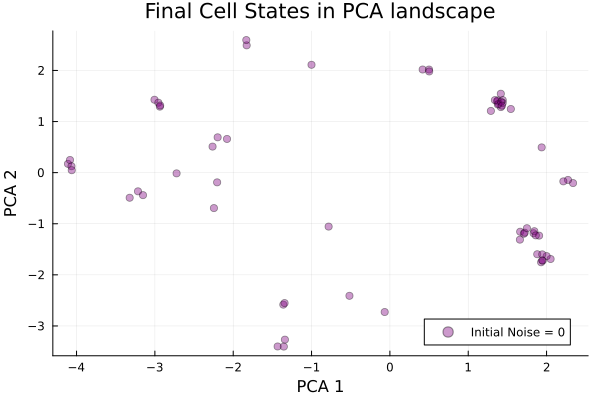 Final Cell States in PCA landscape
PCA 2
2
1
0
−1
−2
−3
Initial Noise = 0
−4 −3 −2 −1 0 1 2
PCA 1